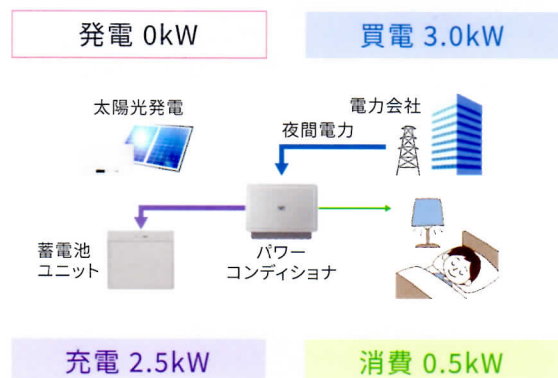 発電 0kW
買電 3.0kW
太陽光発電
電力会社
夜間電力
蓄電池
ユニット
パワー
コンディショナ
充電 2.5kW
消費 0.5kW